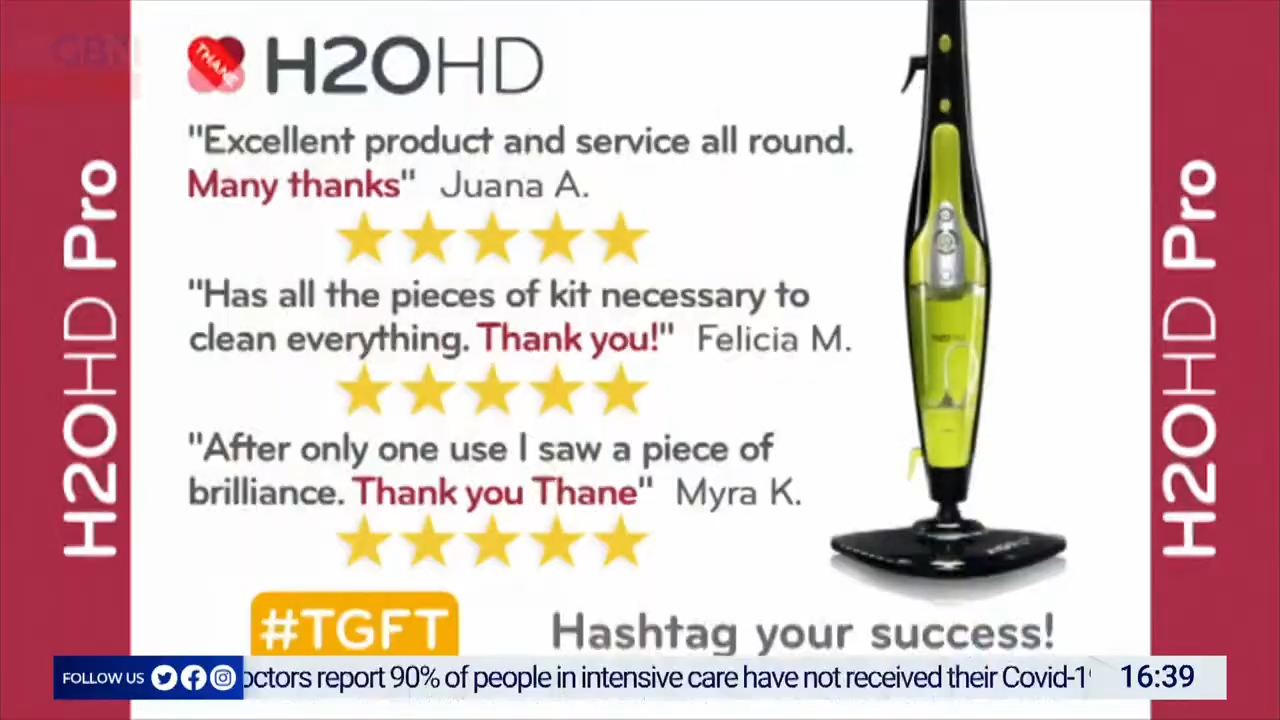 GBN
THANE
H2OHD
"Excellent product and service all round.
Many thanks" Juana A.
"Has all the pieces of kit necessary to
clean everything. Thank you!" Felicia M.
"After only one use I saw a piece of
brilliance. Thank you Thane" Myra K.
#TGFT
Hashtag your success!
H2OHD Pro
H2OHD Pro
FOLLOW US
octors report 90% of people in intensive care have not received their Covid-1
16:39